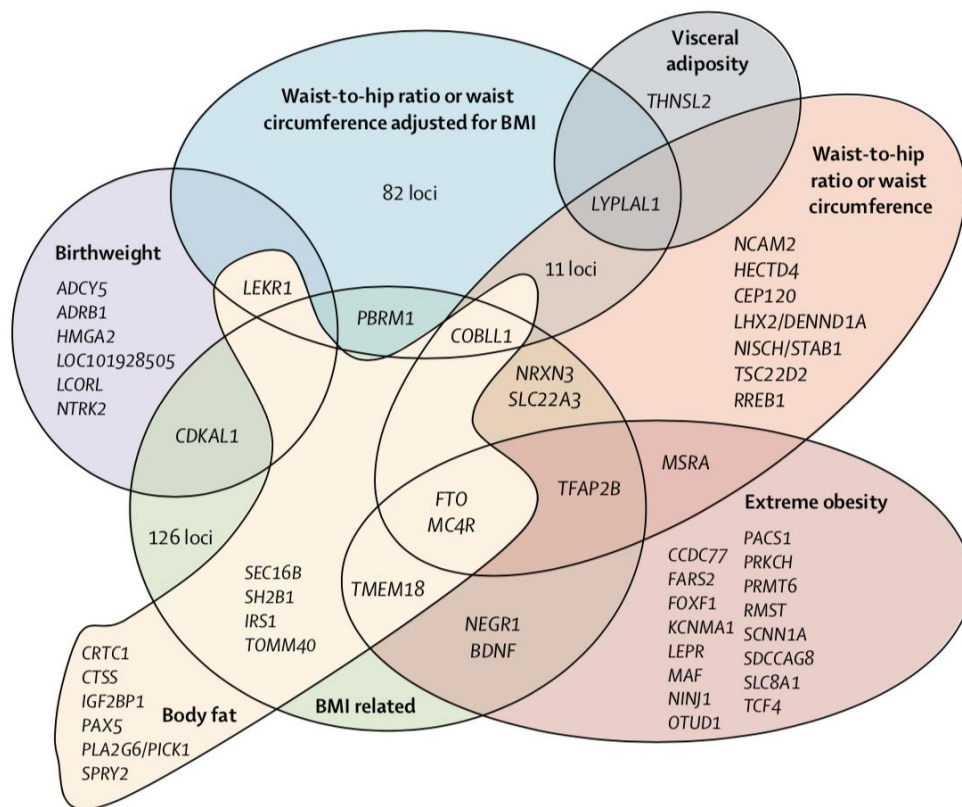 Visceral
adiposity
THNSL2
Waist-to-hip ratio or waist
circumference adjusted for BMI
82 loci
LYPLAL1
Waist-to-hip
ratio or waist
circumference
NCAM2
HECTD4
CEP120
LHX2/DENND1A
NISCH/STAB1
TSC22D2
RREB1
11 loci
Birthweight
ADCY5
ADRB1
HMGA2
LOC101928505
LCORL
NTRK2
LEKR1
PBRM1
COBLL1
NRXN3
SLC22A3
CDKAL1
MSRA
TFAP2B
FTO
MC4R
Extreme obesity
126 loci
SEC16B
SH2B1
IRS1
TOMM40
TMEM18
NEGR1
BDNF
CCDC77
FARS2
FOXF1
KCNMA1
LEPR
MAF
NINJ1
OTUD1
PACS1
PRKCH
PRMT6
RMST
SCNN1A
SDCCAG8
SLC8A1
TCF4
CRTC1
CTSS
IGF2BP1
PAX5
PLA2G6/PICK1
SPRY2
Body fat
BMI related